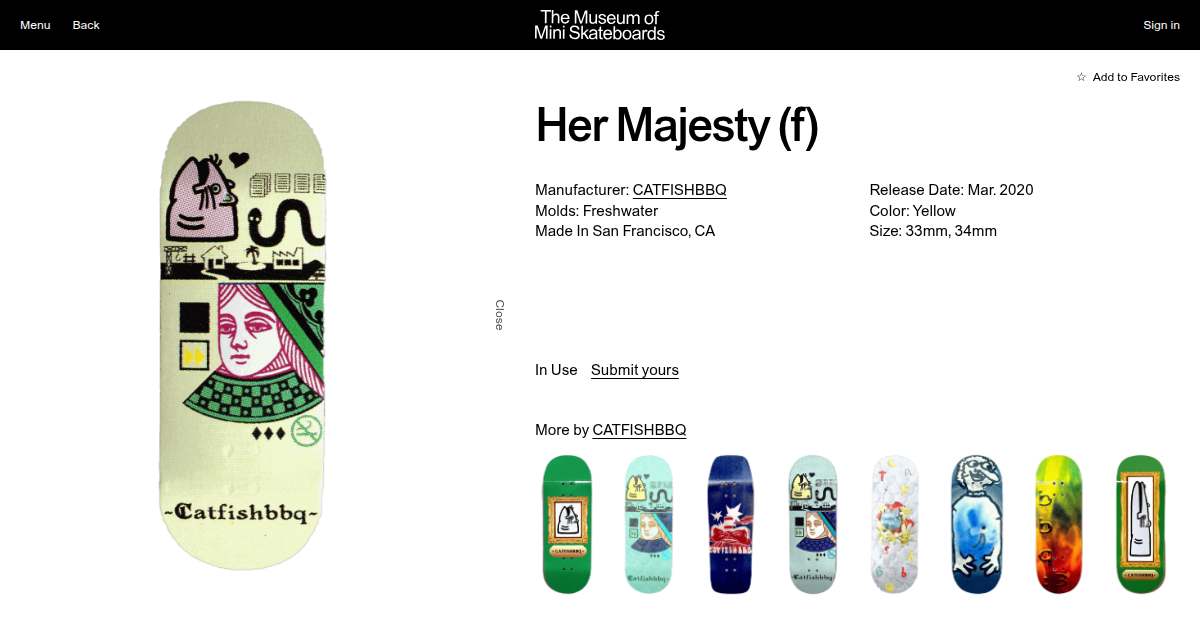 Menu
Back
The Museum of
Mini Skateboards
Sign in
☆ Add to Favorites
Her Majesty (f)
Manufacturer: CATFISHBBQ
Molds: Freshwater
Made In San Francisco, CA
Release Date: Mar. 2020
Color: Yellow
Size: 33mm, 34mm
Close
In Use
Submit yours
More by CATFISHBBQ
~Catfishbbq~